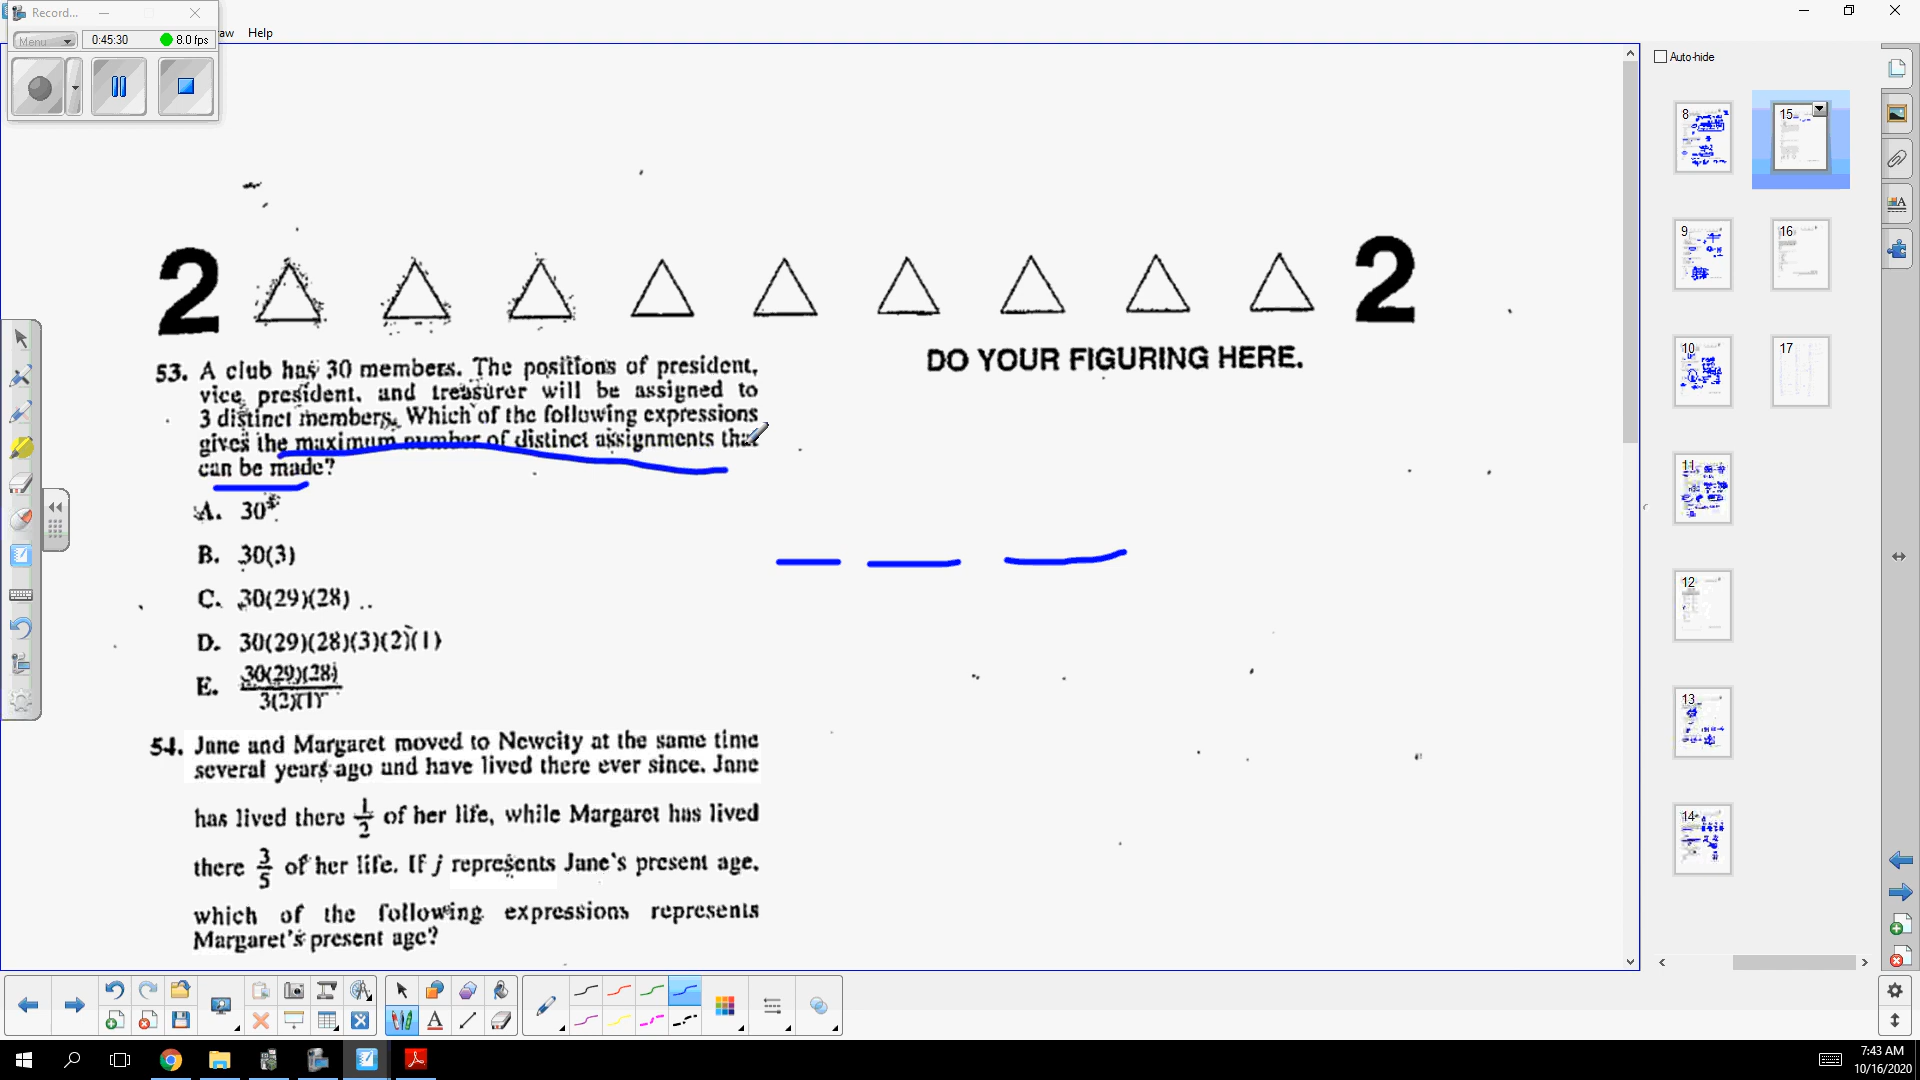 Record...
Menu
0:45:30
8.0 fps
aw Help
Auto-hide
8
15
9
16
10
17
11
12
13
14
2 2
DO YOUR FIGURING HERE.
53. A club has 30 members. The positions of president,
vice president, and treasurer will be assigned to
3 distinct members. Which of the following expressions
gives the maximum number of distinct assignments that
can be made?
A. 30
B. 30(3)
C. 30(29)(28)
D. 30(29)(28)(3)(2)(1)
E. 30(29)(28)
3(2)(1)
54. Jane and Margaret moved to Newcity at the same time
several years ago and have lived there ever since. Jane
has lived there 1/2 of her life, while Margaret has lived
there 3/5 of her life. If j represents Jane's present age,
which of the following expressions represents
Margaret's present age?
7:43 AM
10/16/2020